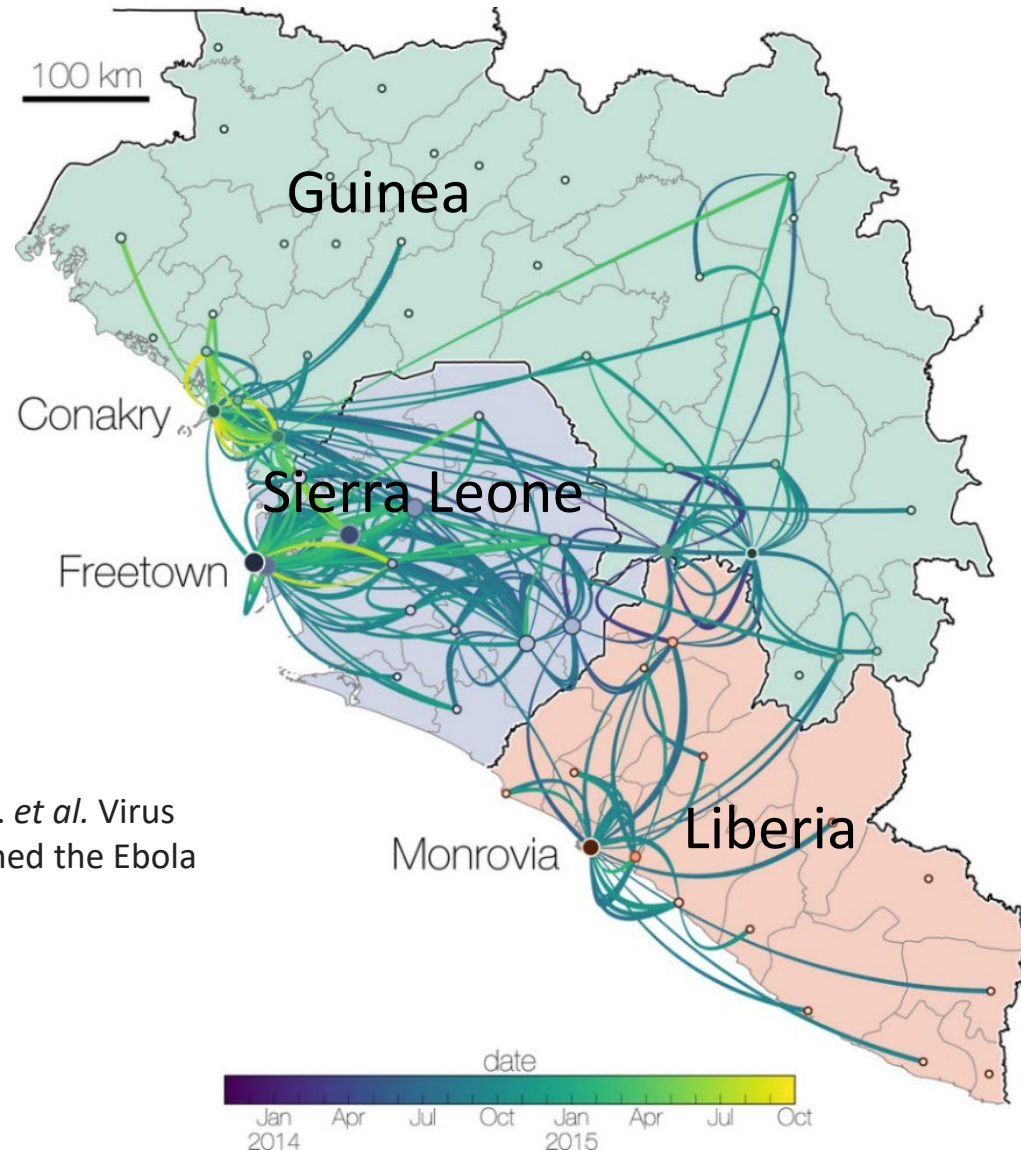 100 km
Guinea
Conakry
Sierra Leone
Freetown
. et al. Virus
ned the Ebola
Liberia
Monrovia
date
Jan Apr Jul Oct Jan Apr Jul Oct
2014 2015